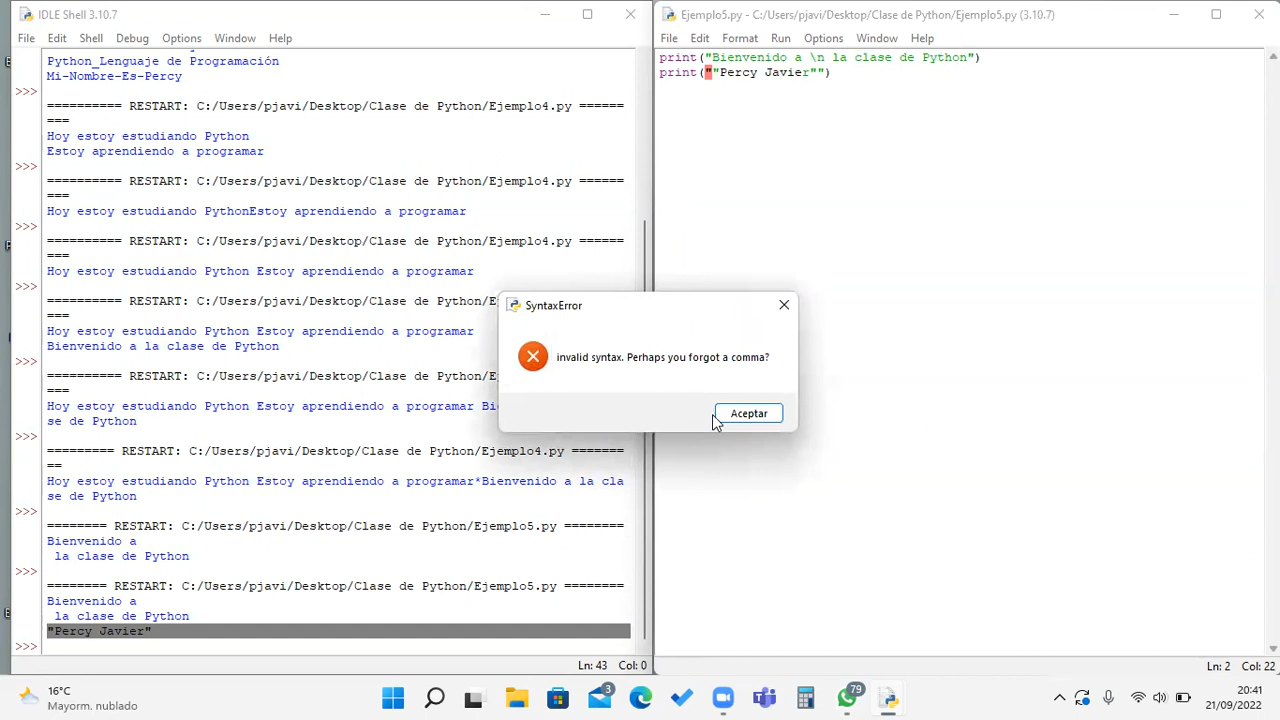 IDLE Shell 3.10.7
File Edit Shell Debug Options Window Help
Python_Lenguaje de Programación
Mi-Nombre-Es-Percy
>>>
========== RESTART: C:/Users/pjavi/Desktop/Clase de Python/Ejemplo4.py ======
===
Hoy estoy estudiando Python
Estoy aprendiendo a programar
>>>
========== RESTART: C:/Users/pjavi/Desktop/Clase de Python/Ejemplo4.py ======
===
Hoy estoy estudiando PythonEstoy aprendiendo a programar
>>>
========== RESTART: C:/Users/pjavi/Desktop/Clase de Python/Ejemplo4.py ======
===
Hoy estoy estudiando Python Estoy aprendiendo a programar
>>>
========== RESTART: C:/Users/pjavi/Desktop/Clase de Python/E
===
Hoy estoy estudiando Python Estoy aprendiendo a programar
Bienvenido a la clase de Python
>>>
========== RESTART: C:/Users/pjavi/Desktop/Clase de Python/E
===
Hoy estoy estudiando Python Estoy aprendiendo a programar Bi
se de Python
>>>
========= RESTART: C:/Users/pjavi/Desktop/Clase de Python/Ejemplo4.py =======
==
Hoy estoy estudiando Python Estoy aprendiendo a programar*Bienvenido a la cla
se de Python
>>>
======== RESTART: C:/Users/pjavi/Desktop/Clase de Python/Ejemplo5.py ========
Bienvenido a
 la clase de Python
>>>
======== RESTART: C:/Users/pjavi/Desktop/Clase de Python/Ejemplo5.py ========
Bienvenido a
 la clase de Python
"Percy Javier"
>>>
Ln: 43 Col: 0
Ejemplo5.py - C:/Users/pjavi/Desktop/Clase de Python/Ejemplo5.py (3.10.7)
File Edit Format Run Options Window Help
print("Bienvenido a \n la clase de Python")
print(""Percy Javier"")
Ln: 2 Col: 22
SyntaxError
invalid syntax. Perhaps you forgot a comma?
Aceptar
16°C
Mayorm. nublado
3
79
20:41
21/09/2022